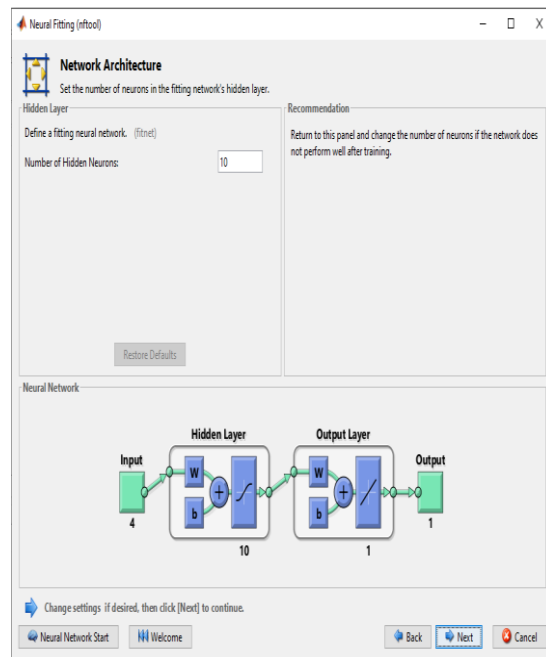 Neural Fitting (nftool)
Network Architecture
Set the number of neurons in the fitting network's hidden layer.
Hidden Layer
Define a fitting neural network. (fitnet)
Number of Hidden Neurons: 10
Restore Defaults
Recommendation
Return to this panel and change the number of neurons if the network does
not perform well after training.
Neural Network
Hidden Layer
Output Layer
Input
Output
W
b
W
b
4
10
1
1
Change settings if desired, then click [Next] to continue.
Neural Network Start
Welcome
Back
Next
Cancel